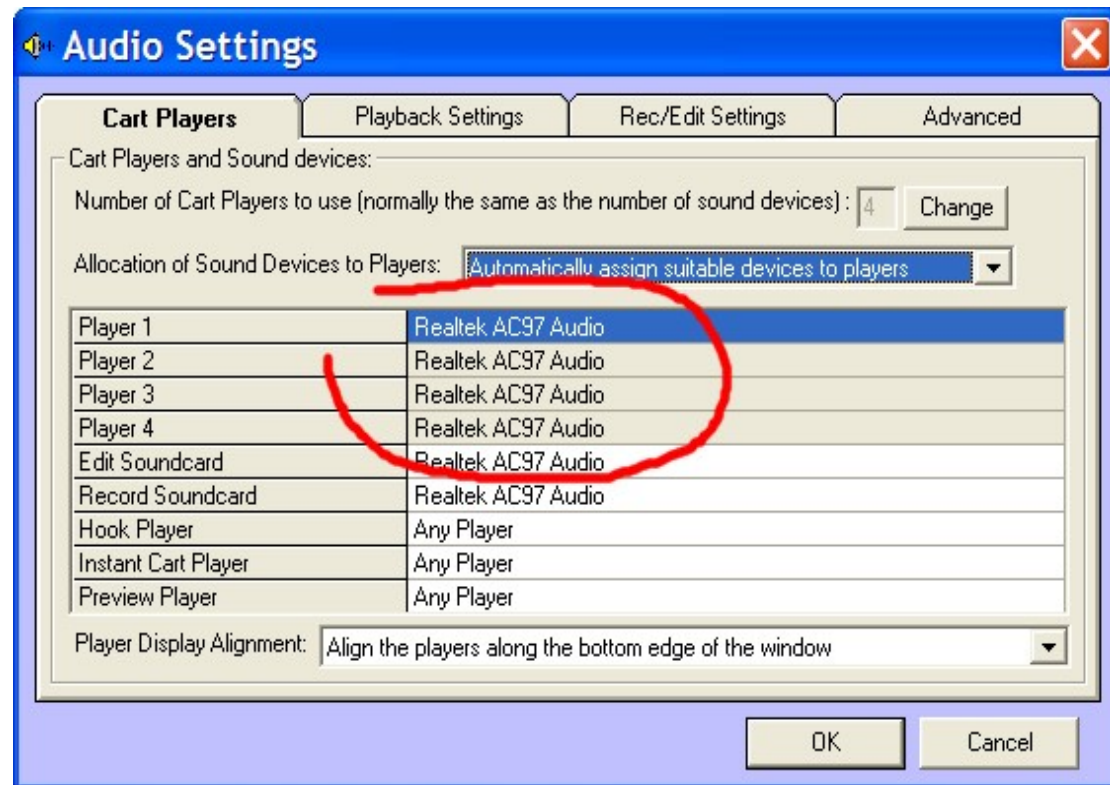 Audio Settings
Cart Players Playback Settings Rec/Edit Settings Advanced
Cart Players and Sound devices:
Number of Cart Players to use (normally the same as the number of sound devices) : 4 Change
Allocation of Sound Devices to Players: Automatically assign suitable devices to players
Player 1 Realtek AC97 Audio
Player 2 Realtek AC97 Audio
Player 3 Realtek AC97 Audio
Player 4 Realtek AC97 Audio
Edit Soundcard Realtek AC97 Audio
Record Soundcard Realtek AC97 Audio
Hook Player Any Player
Instant Cart Player Any Player
Preview Player Any Player
Player Display Alignment: Align the players along the bottom edge of the window
OK Cancel